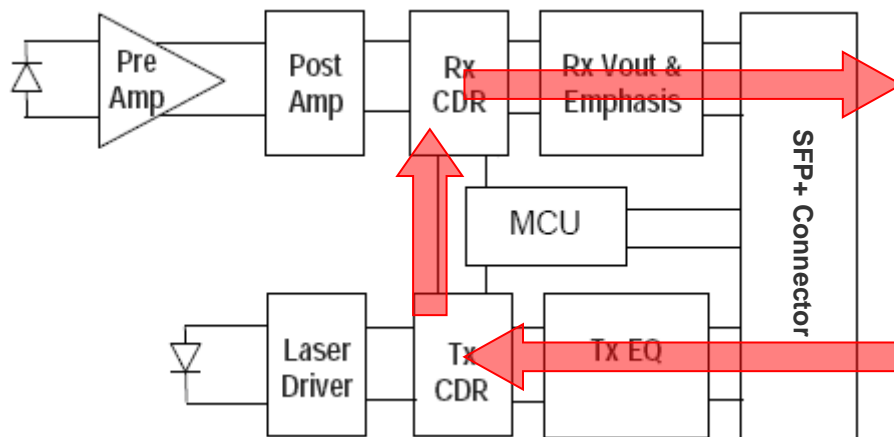 Pre
Amp
Post
Amp
Rx
CDR
Rx Vout &
Emphasis
SFP+ Connector
MCU
Laser
Driver
Tx
CDR
Tx EQ